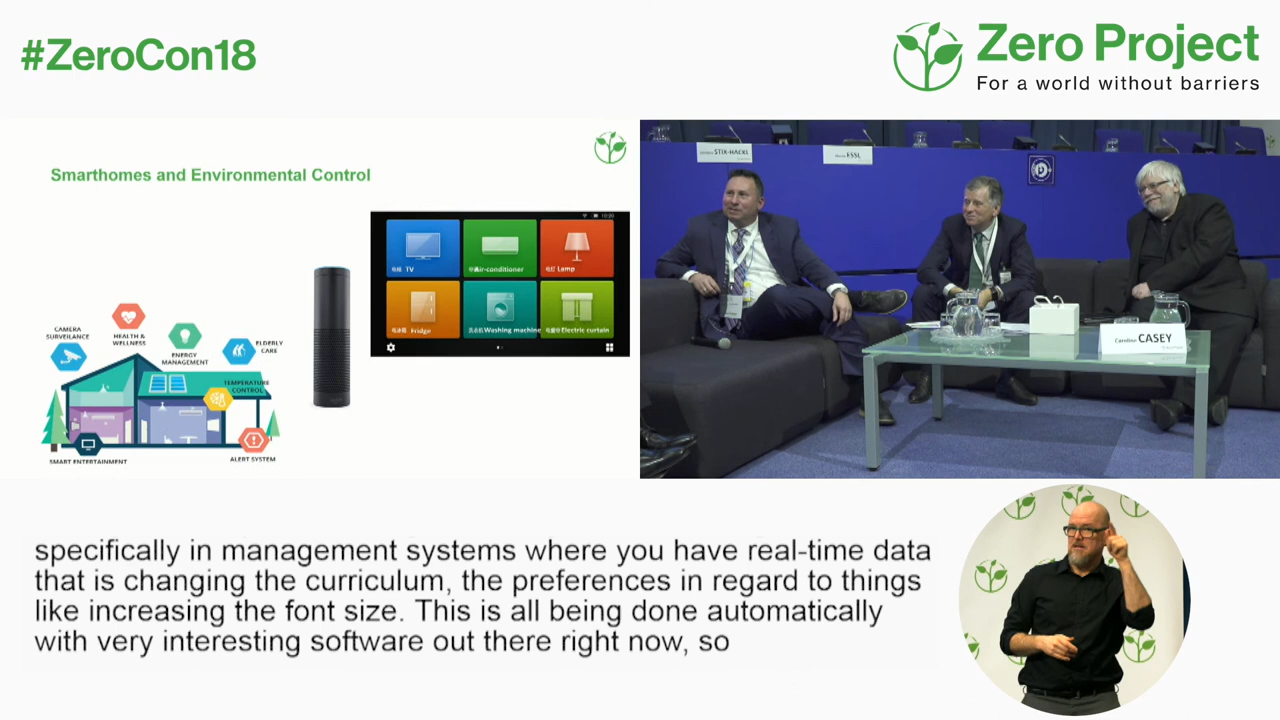 #ZeroCon18
Zero Project
For a world without barriers
Smarthomes and Environmental Control
CAMERA
SURVEILANCE
HEALTH &
WELLNESS
ENERGY
MANAGEMENT
ELDERLY
CARE
TEMPERATURE
CONTROL
SMART ENTERTAINMENT
ALERT SYSTEM
10:20
TV
Air-conditioner
Lamp
Fridge
Washing machine
Electric curtain
STIX-HACKL
ESSL
Caroline CASEY
specifically in management systems where you have real-time data
that is changing the curriculum, the preferences in regard to things
like increasing the font size. This is all being done automatically
with very interesting software out there right now, so